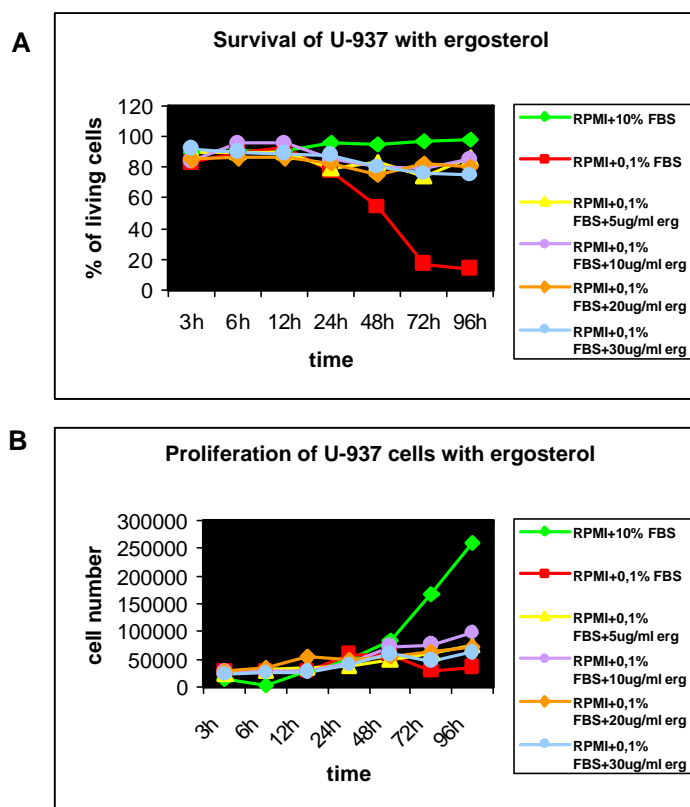 A
Survival of U-937 with ergosterol
120
100
80
60
40
20
0
% of living cells
3h 6h 12h 24h 48h 72h 96h
time
RPMI+10% FBS
RPMI+0,1% FBS
RPMI+0,1%
FBS+5ug/ml erg
RPMI+0,1%
FBS+10ug/ml erg
RPMI+0,1%
FBS+20ug/ml erg
RPMI+0,1%
FBS+30ug/ml erg
B
Proliferation of U-937 cells with ergosterol
300000
250000
200000
150000
100000
50000
0
cell number
3h 6h 12h 24h 48h 72h 96h
time
RPMI+10% FBS
RPMI+0,1% FBS
RPMI+0,1%
FBS+5ug/ml erg
RPMI+0,1%
FBS+10ug/ml erg
RPMI+0,1%
FBS+20ug/ml erg
RPMI+0,1%
FBS+30ug/ml erg